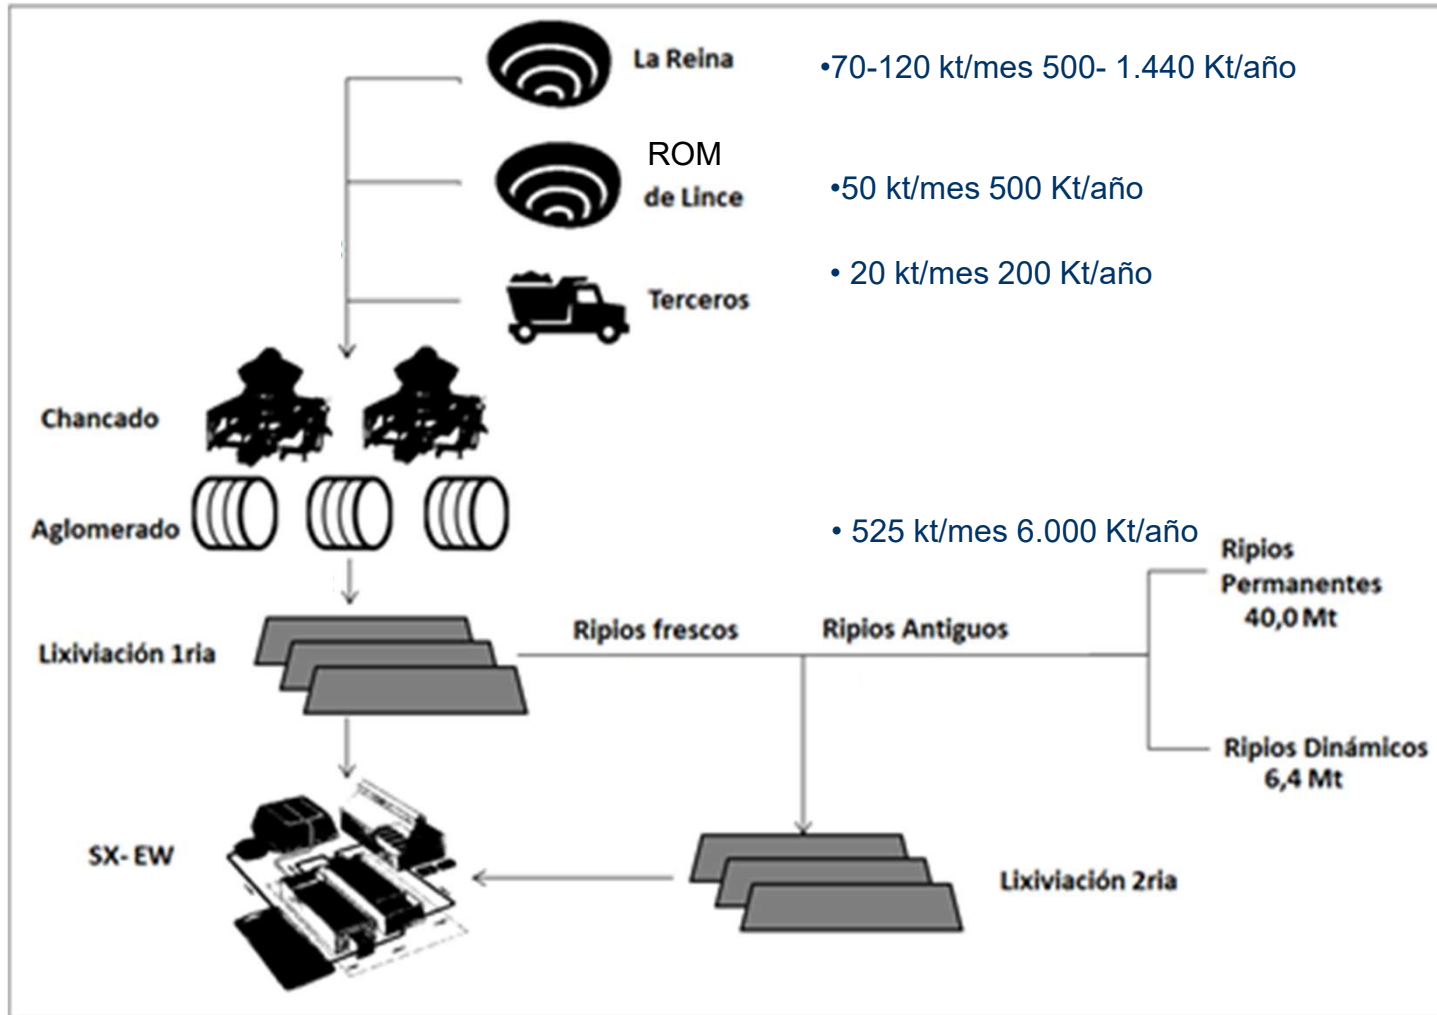 La Reina
•70-120 kt/mes 500- 1.440 Kt/año
ROM
de Lince
•50 kt/mes 500 Kt/año
• 20 kt/mes 200 Kt/año
Terceros
Chancado
Aglomerado
• 525 kt/mes 6.000 Kt/año
Ripios
Permanentes
40,0 Mt
Ripios frescos
Ripios Antiguos
Lixiviación 1ria
Ripios Dinámicos
6,4 Mt
SX- EW
Lixiviación 2ria